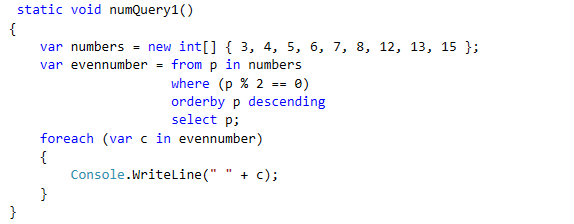 static void numQuery1()
{
var numbers = new int[] { 3, 4, 5, 6, 7, 8, 12, 13, 15 };
var evennumber = from p in numbers
where (p % 2 == 0)
orderby p descending
select p;
foreach (var c in evennumber)
{
Console.WriteLine(" " + c);
}
}